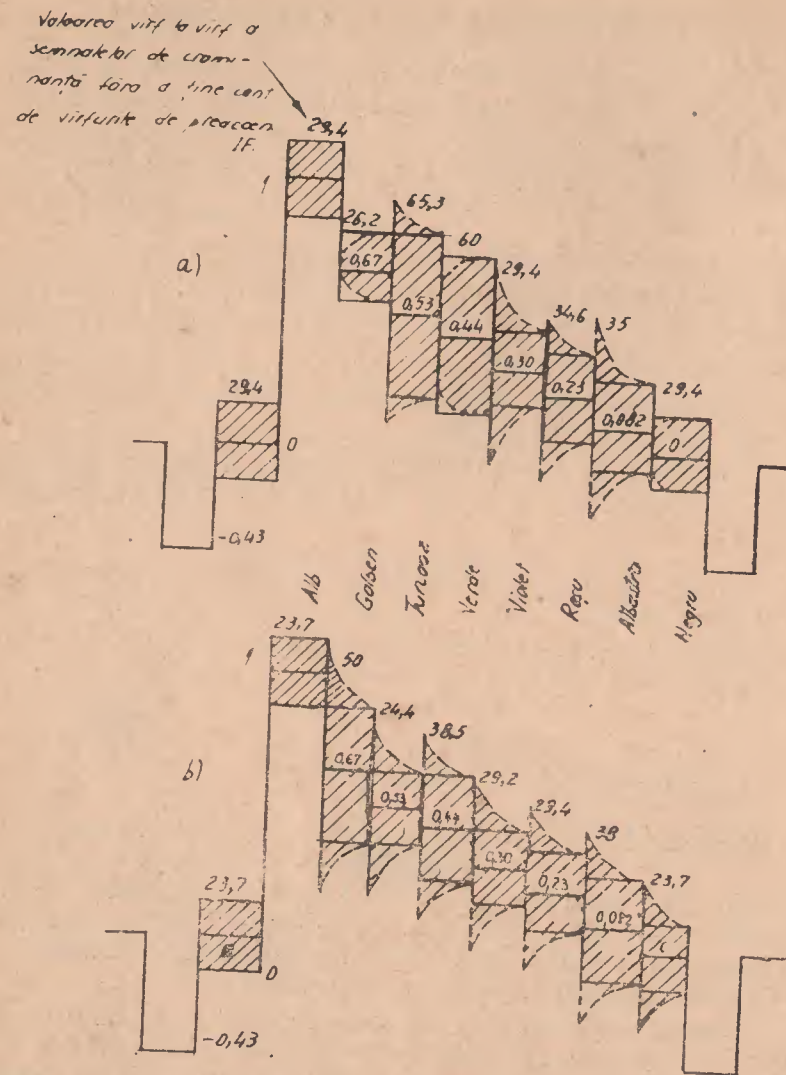 Valoarea vîrf la vîrf a
semnalelor de cromi-
nanță fără a ține cont
de vîrfurile de preaccen
29,4
1
a)
26,2
65,3
60
0,67
29,4
0,53
34,6
35
0,44
0,30
29,4
0,23
29,4
0,882
0
0
-0,43
Alb
Galben
Turcoaz
Verde
Violet
Roșu
Albastru
Negru
23,7
1
50
24,4
38,5
b)
0,67
29,2
0,53
29,4
0,44
38
0,30
23,7
23,7
0,23
0,082
0
-0,43